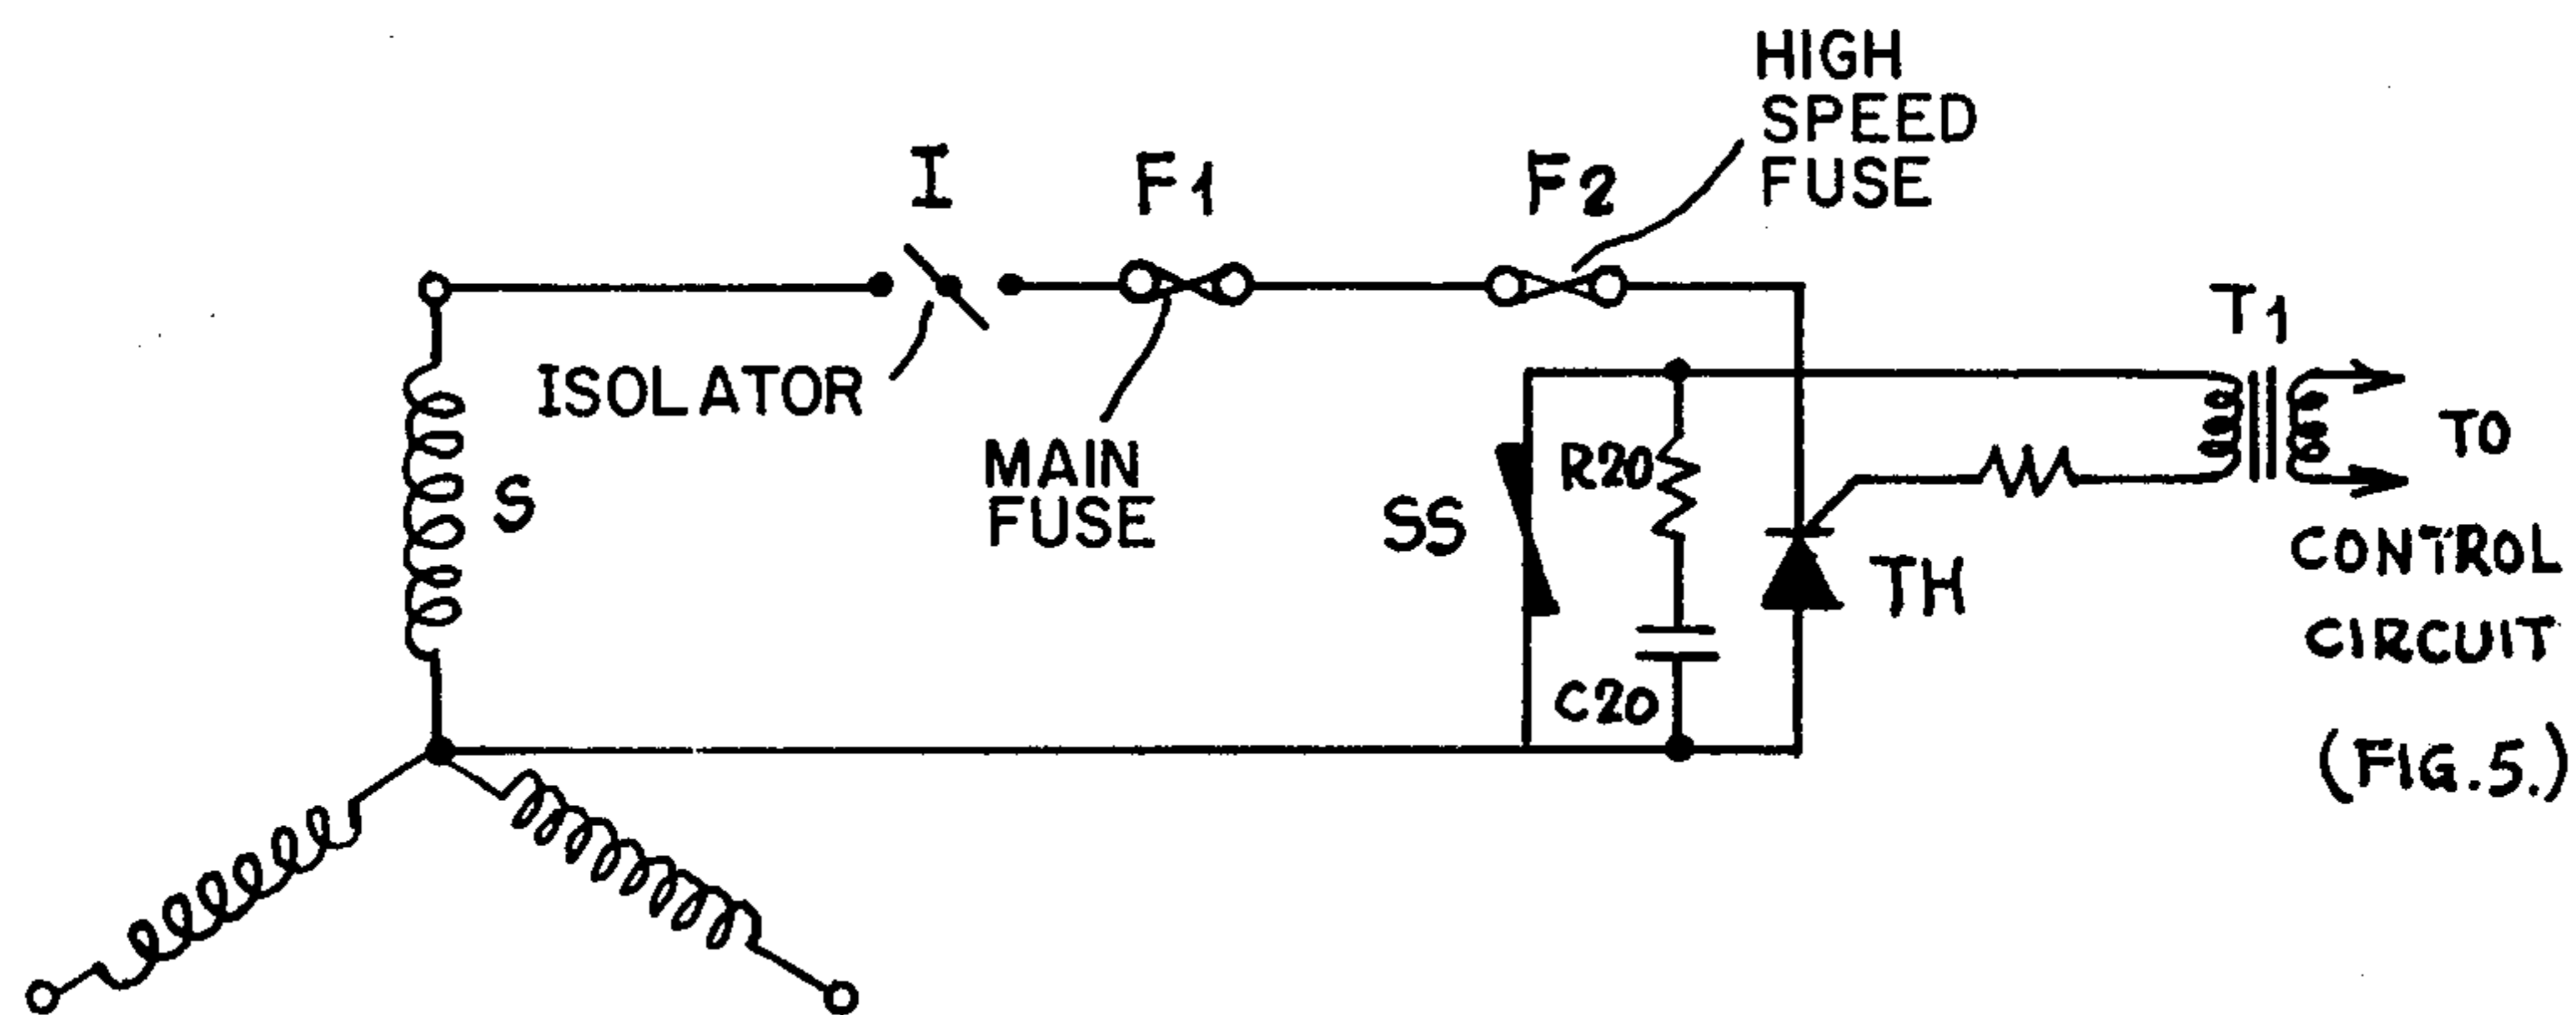 HIGH
SPEED
FUSE
I
F1
F2
T1
ISOLATOR
MAIN
FUSE
S
SS
R20
C20
TH
TO
CONTROL
CIRCUIT
(FIG.5.)